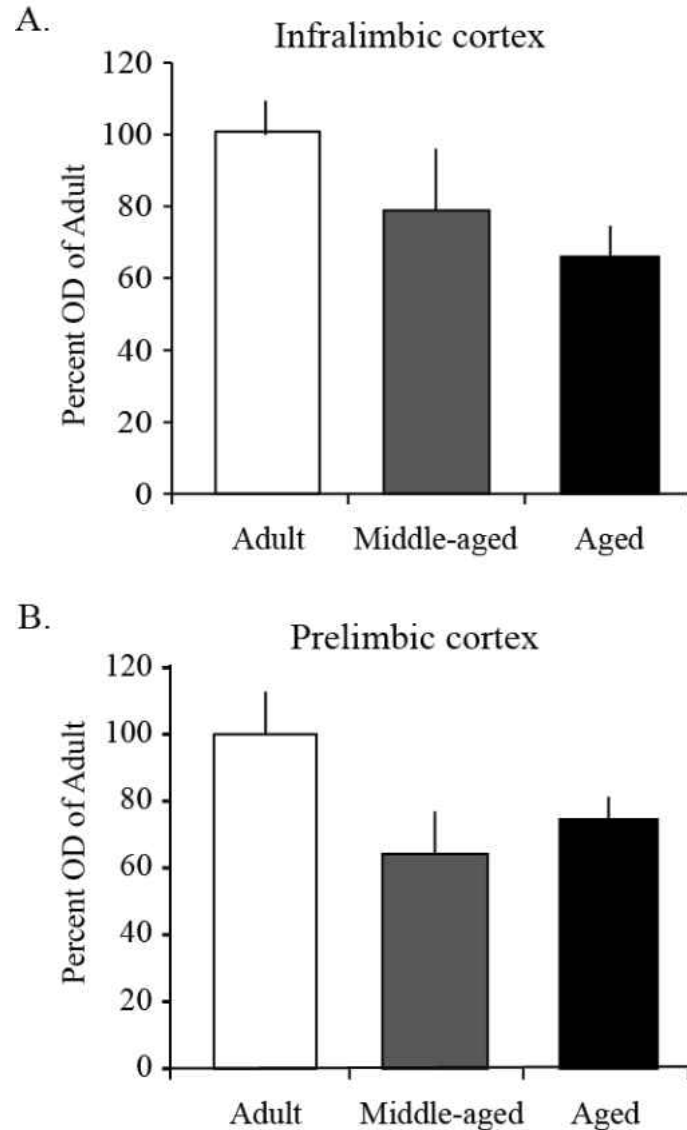 A.
Infralimbic cortex
120
100
80
60
40
20
0
Percent OD of Adult
Adult Middle-aged Aged
B.
Prelimbic cortex
120
100
80
60
40
20
0
Percent OD of Adult
Adult Middle-aged Aged